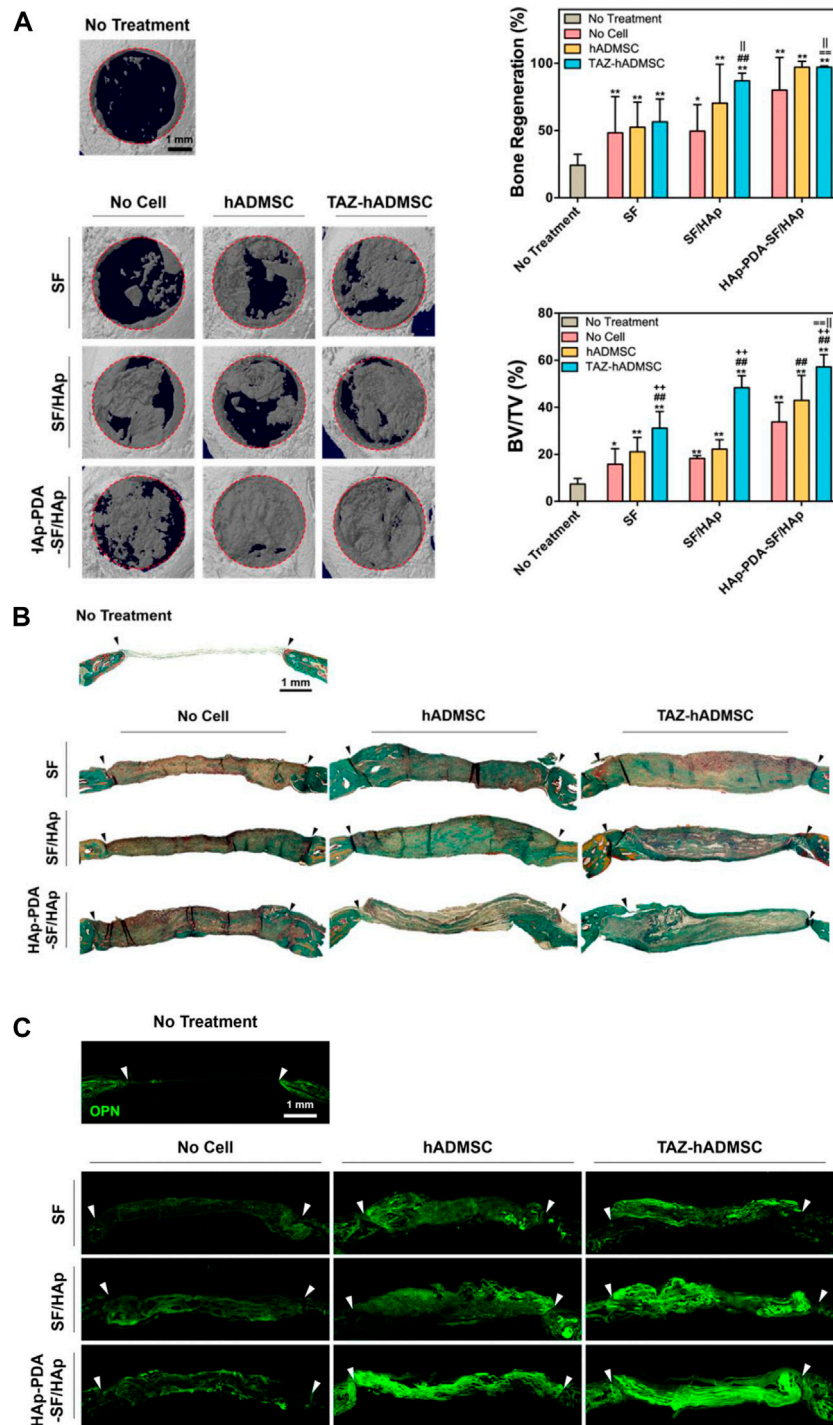 A
No Treatment
1 mm
No Cell
hADMSC
TAZ-hADMSC
SF
SF/HAp
HAp-PDA
-SF/HAp
Bone Regeneration (%)
100
50
0
No Treatment
No Cell
hADMSC
TAZ-hADMSC
**
**
**
*
**
||
##
**
**
**
||
==
**
No Treatment
SF
SF/HAp
HAp-PDA-SF/HAp
BV/TV (%)
80
60
40
20
0
No Treatment
No Cell
hADMSC
TAZ-hADMSC
*
**
++
##
**
**
**
++
##
**
**
##
**
==||
++
##
**
No Treatment
SF
SF/HAp
HAp-PDA-SF/HAp
B
No Treatment
1 mm
No Cell
hADMSC
TAZ-hADMSC
SF
SF/HAp
HAp-PDA
-SF/HAp
C
No Treatment
OPN
1 mm
No Cell
hADMSC
TAZ-hADMSC
SF
SF/HAp
HAp-PDA
-SF/HAp